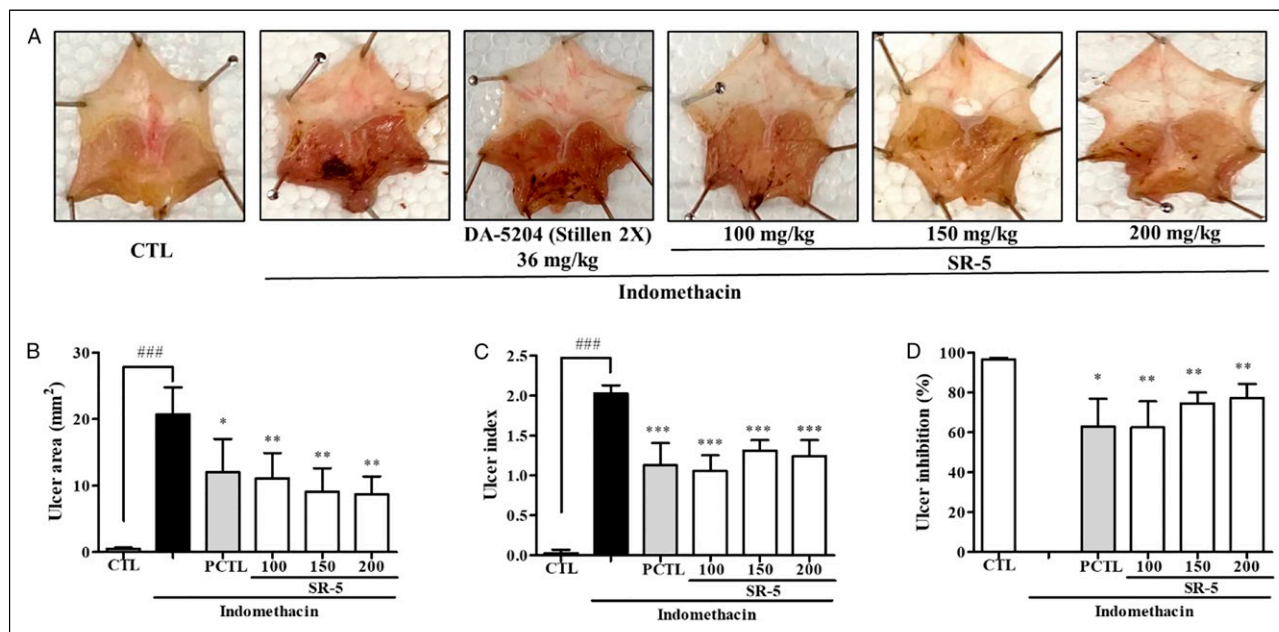 A
CTL
DA-5204 (Stillen 2X)
36 mg/kg
100 mg/kg
150 mg/kg
200 mg/kg
SR-5
Indomethacin
B
Ulcer area (mm²)
30
20
10
0
###
*
**
**
**
CTL
PCTL
100
150
200
SR-5
Indomethacin
C
Ulcer index
2.5
2.0
1.5
1.0
0.5
0.0
###
***
***
***
***
CTL
PCTL
100
150
200
SR-5
Indomethacin
D
Ulcer inhibition (%)
100
80
60
40
20
0
*
**
**
**
CTL
PCTL
100
150
200
SR-5
Indomethacin